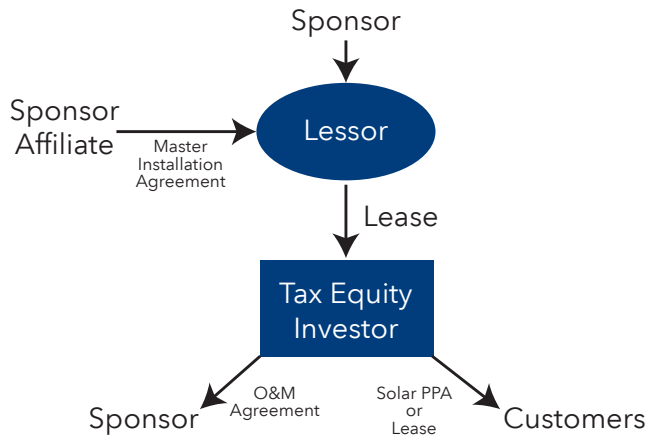 Sponsor
Sponsor
Affiliate
Lessor
Master
Installation
Agreement
Lease
Tax Equity
Investor
Sponsor
O&M
Agreement
Solar PPA
or
Lease
Customers